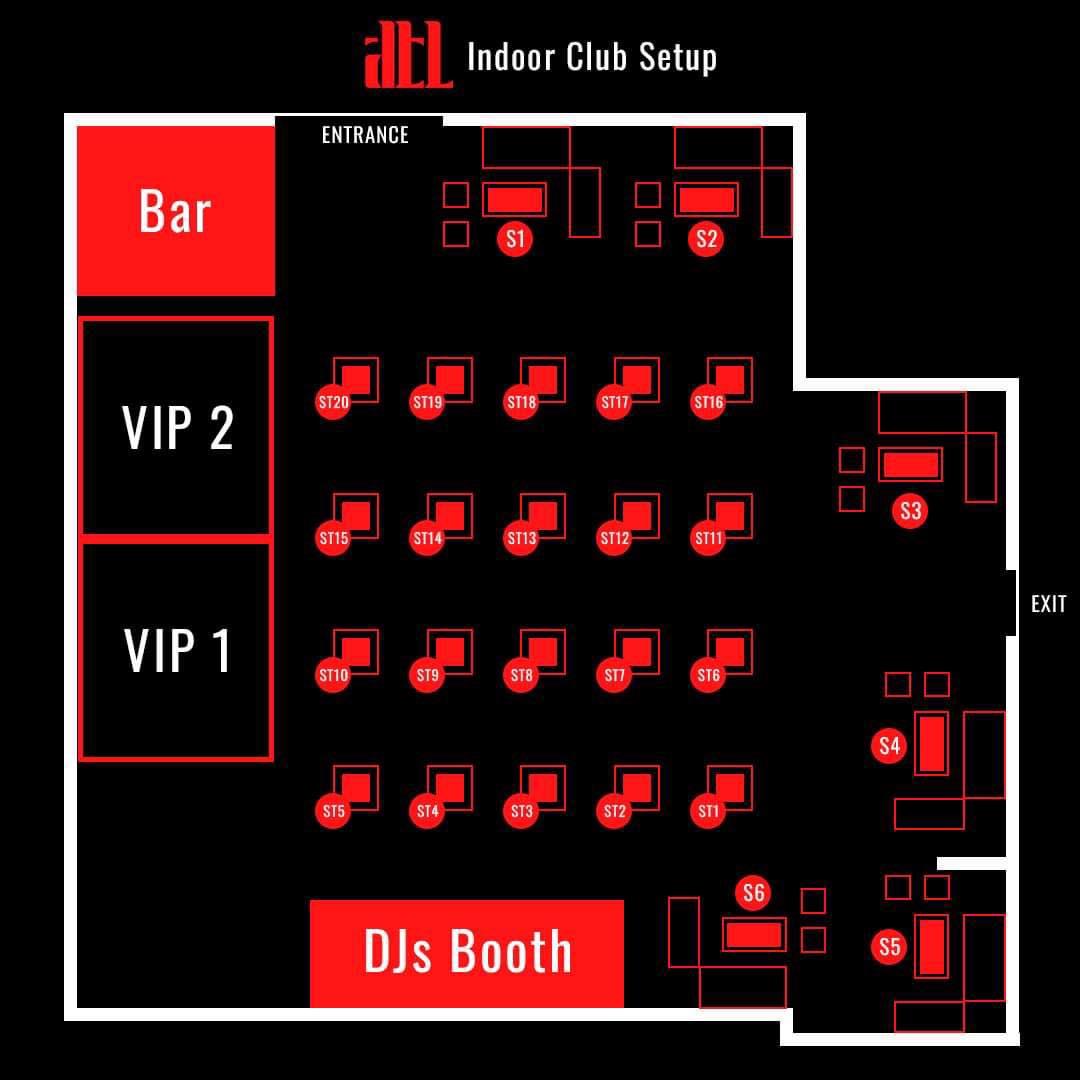 atl Indoor Club Setup
ENTRANCE
Bar
S1
S2
VIP 2
ST20 ST19 ST18 ST17 ST16
S3
ST15 ST14 ST13 ST12 ST11
EXIT
VIP 1
ST10 ST9 ST8 ST7 ST6
S4
ST5 ST4 ST3 ST2 ST1
S6
DJs Booth
S5